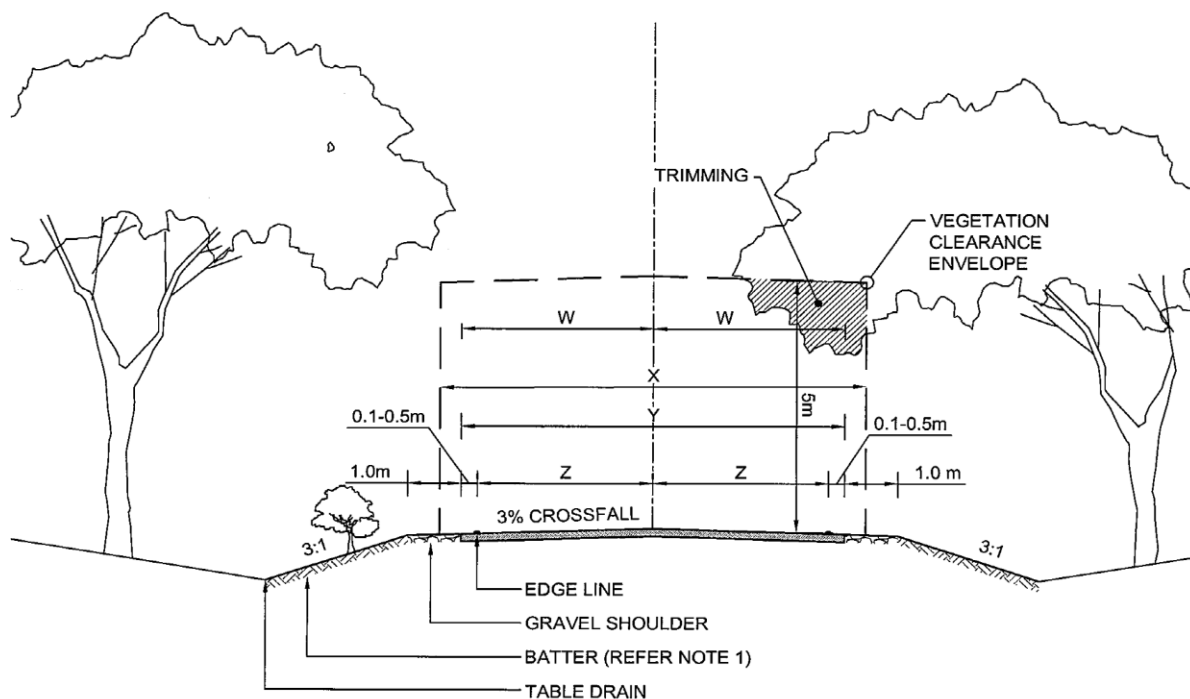 TRIMMING
VEGETATION
CLEARANCE
ENVELOPE
W
W
X
5m
Y
0.1-0.5m
0.1-0.5m
1.0m
Z
Z
1.0 m
3% CROSSFALL
3:1
3:1
EDGE LINE
GRAVEL SHOULDER
BATTER (REFER NOTE 1)
TABLE DRAIN